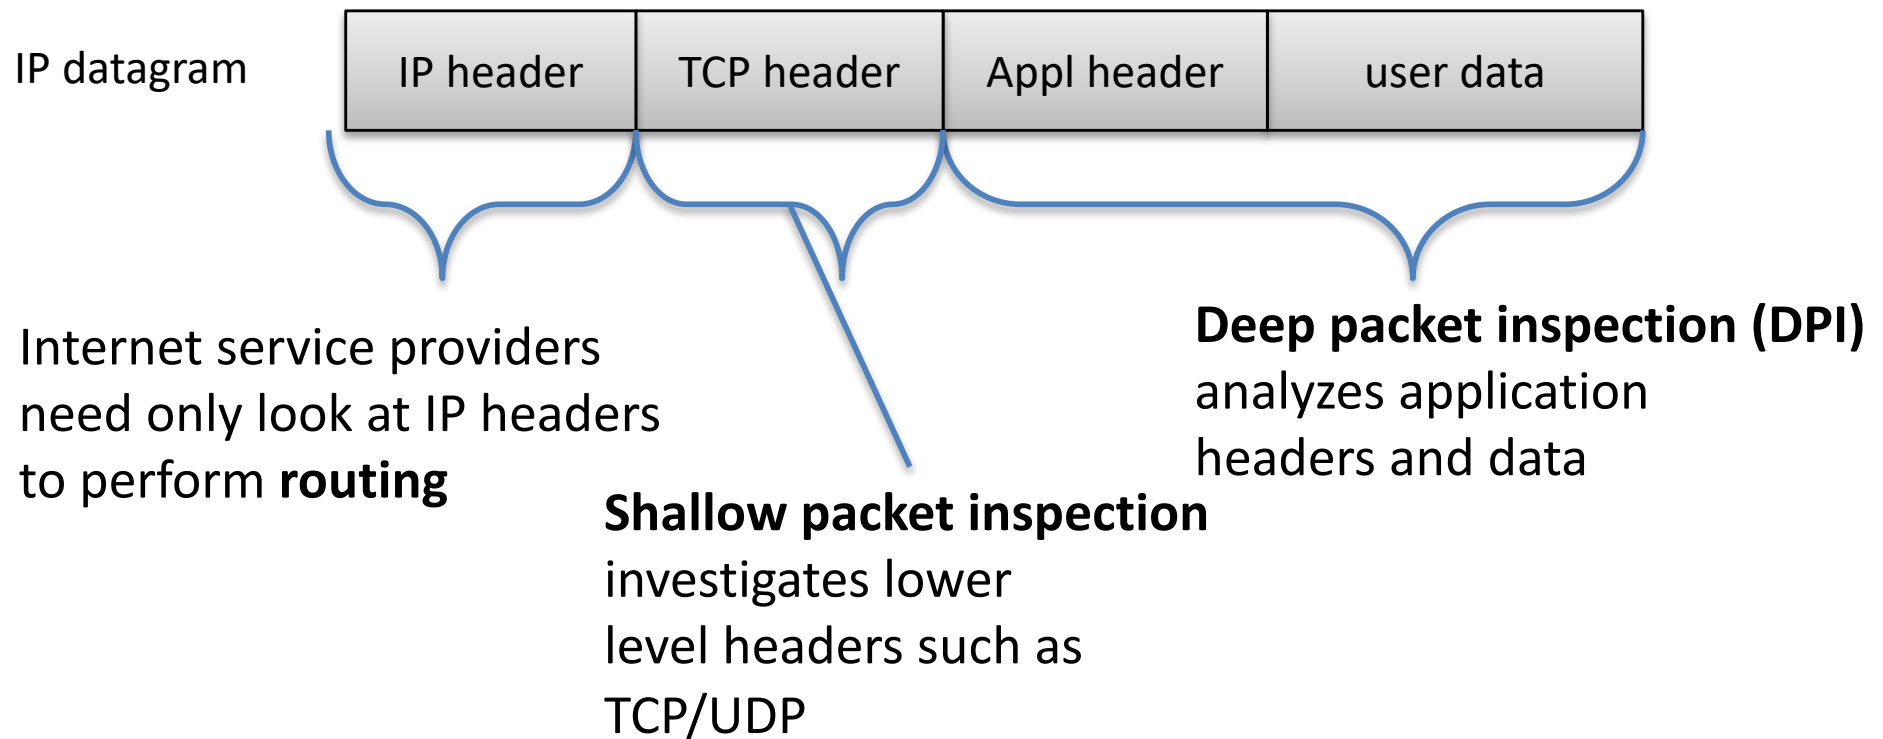 IP datagram
IP header
TCP header
Appl header
user data
Internet service providers
need only look at IP headers
to perform routing
Shallow packet inspection
investigates lower
level headers such as
TCP/UDP
Deep packet inspection (DPI)
analyzes application
headers and data